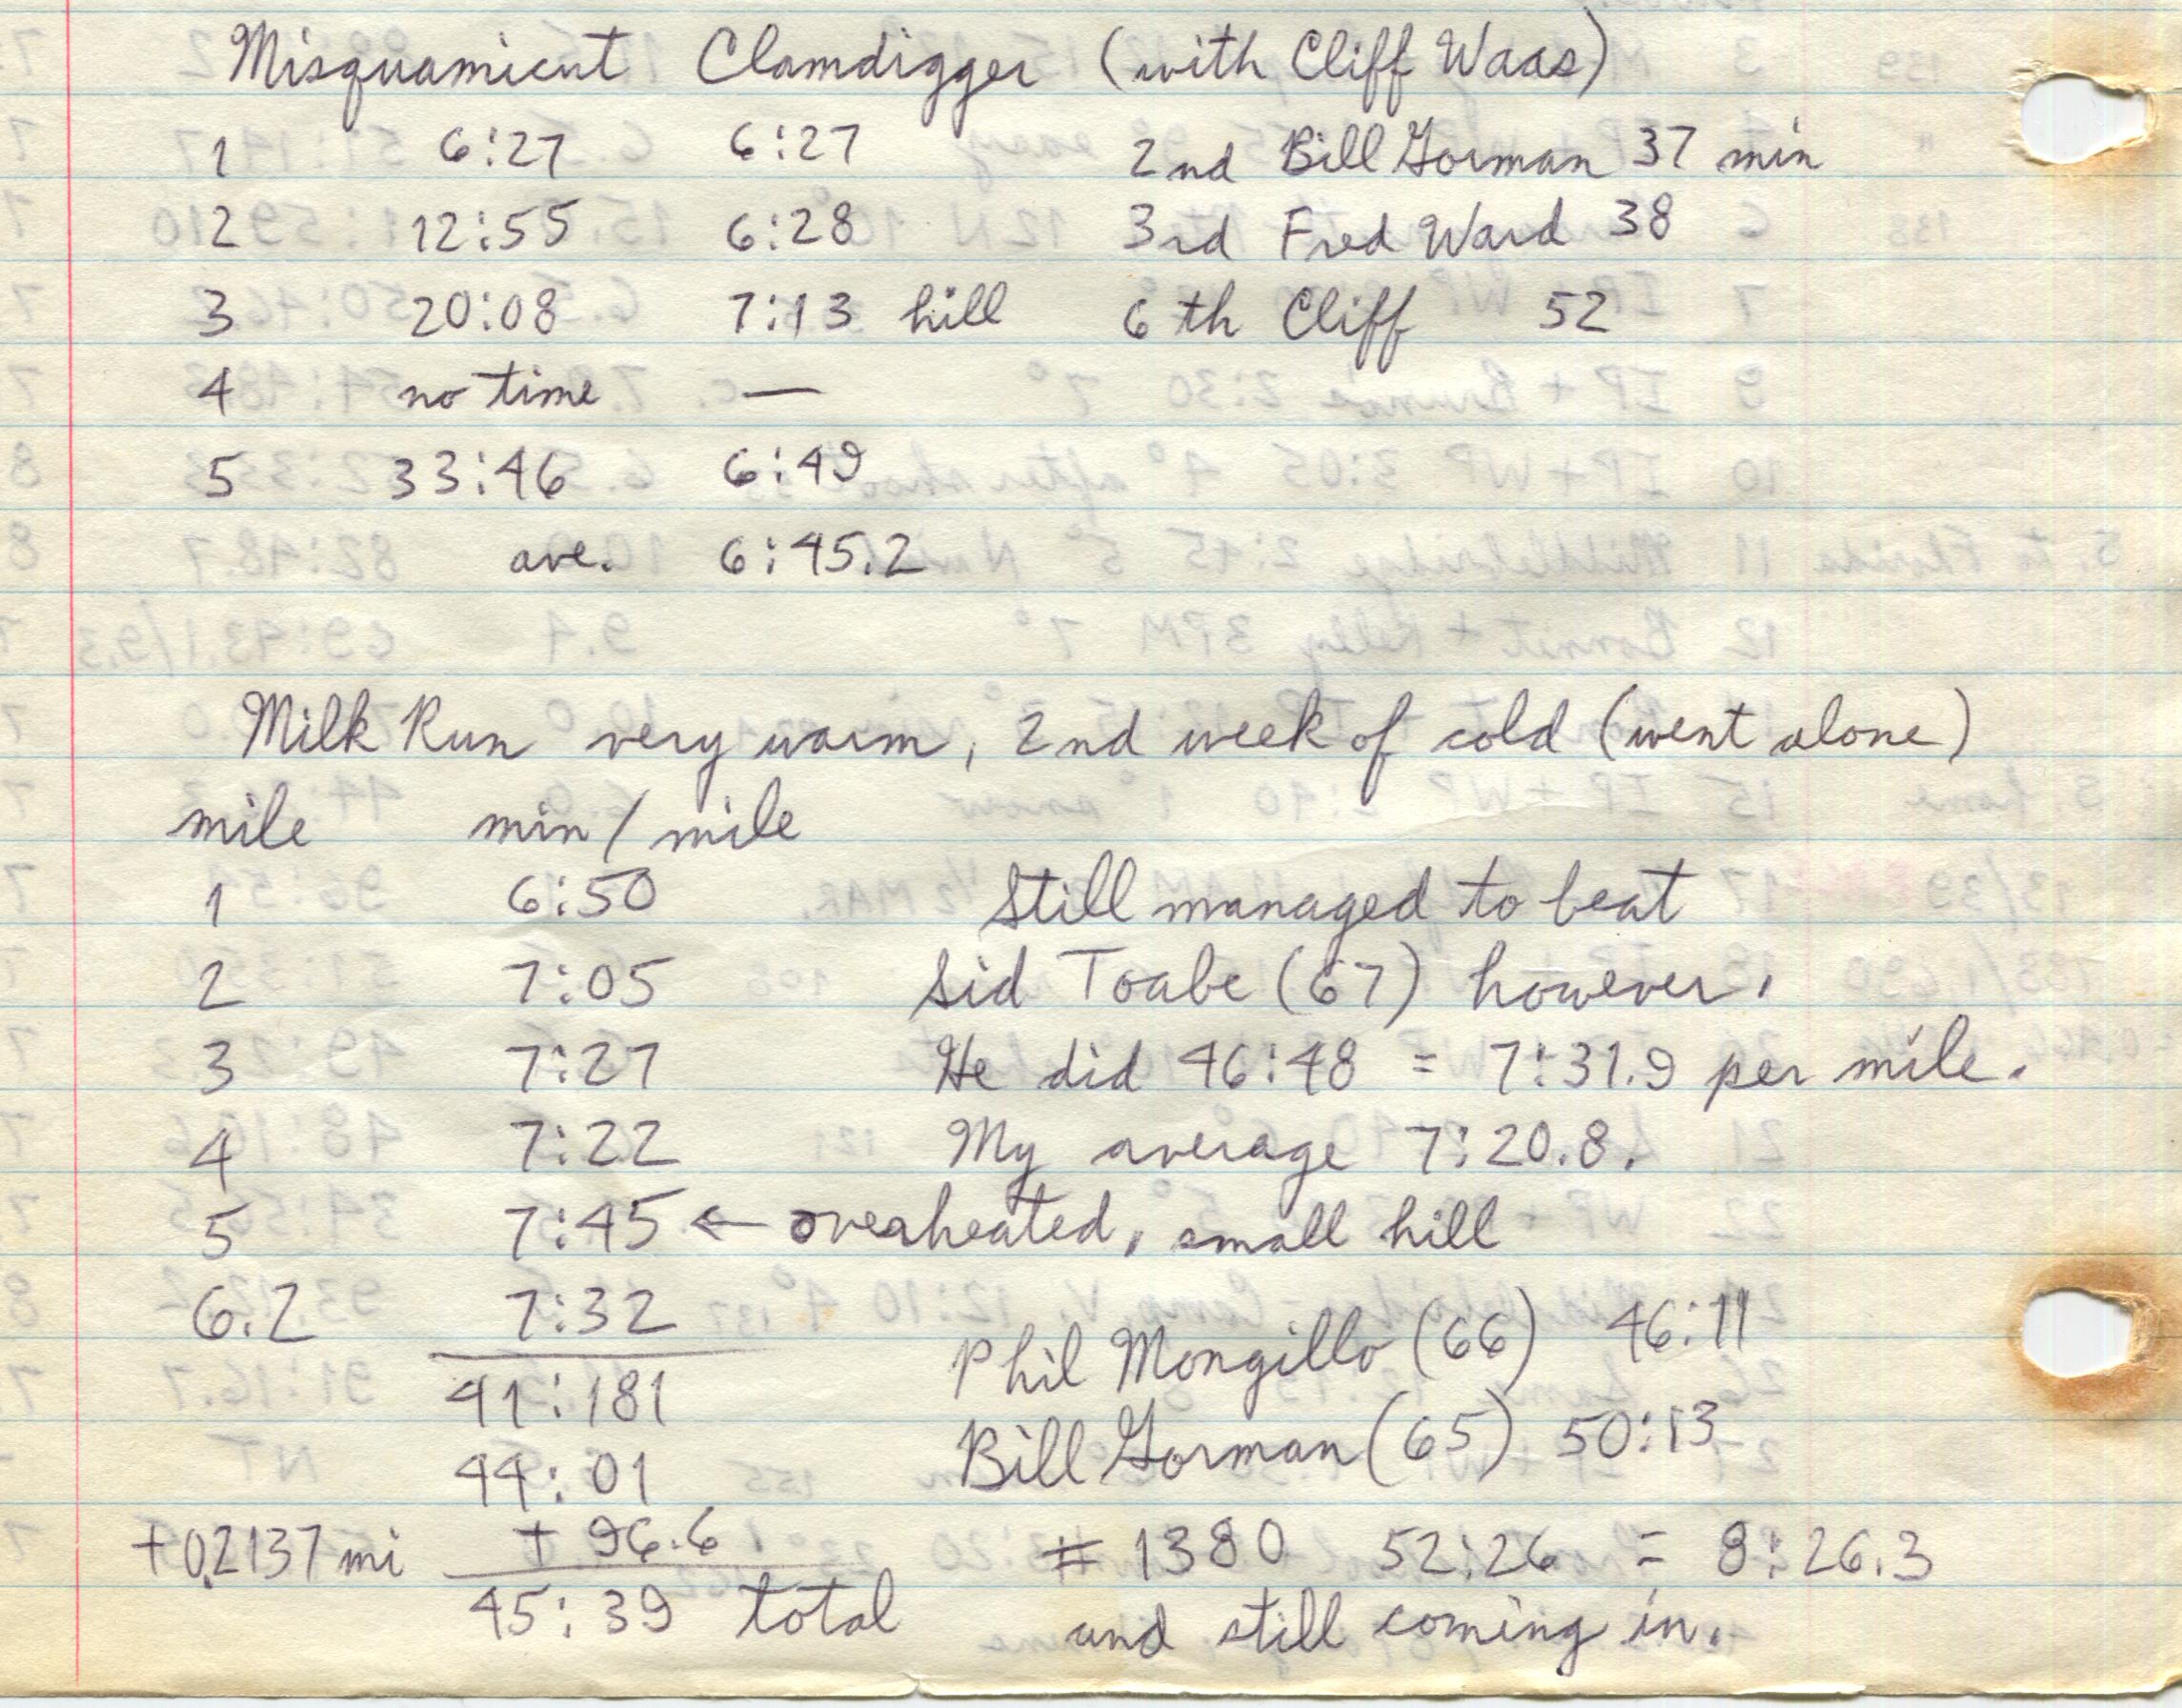 Misquamicut Clamdigger (with Cliff Waas)
1 6:27 6:27 2nd Bill Gorman 37 min
2 12:55 6:28 3rd Fred Ward 38
3 20:08 7:13 hill 6th Cliff 52
4 no time —
5 33:46 6:49
ave. 6:45.2
Milk Run very warm, 2nd week of cold (went alone)
mile min/mile
1 6:50 Still managed to beat
2 7:05 Sid Toabe (67) however.
3 7:27 He did 46:48 = 7:31.9 per mile.
4 7:22 My average 7:20.8.
5 7:45 ← overheated, small hill
6.2 7:32 Phil Mongillo (66) 46:11
41:181
44:01 Bill Gorman (65) 50:13
+0.2137 mi + 96.6 # 1380 52:26 = 8:26.3
45:39 total and still coming in.